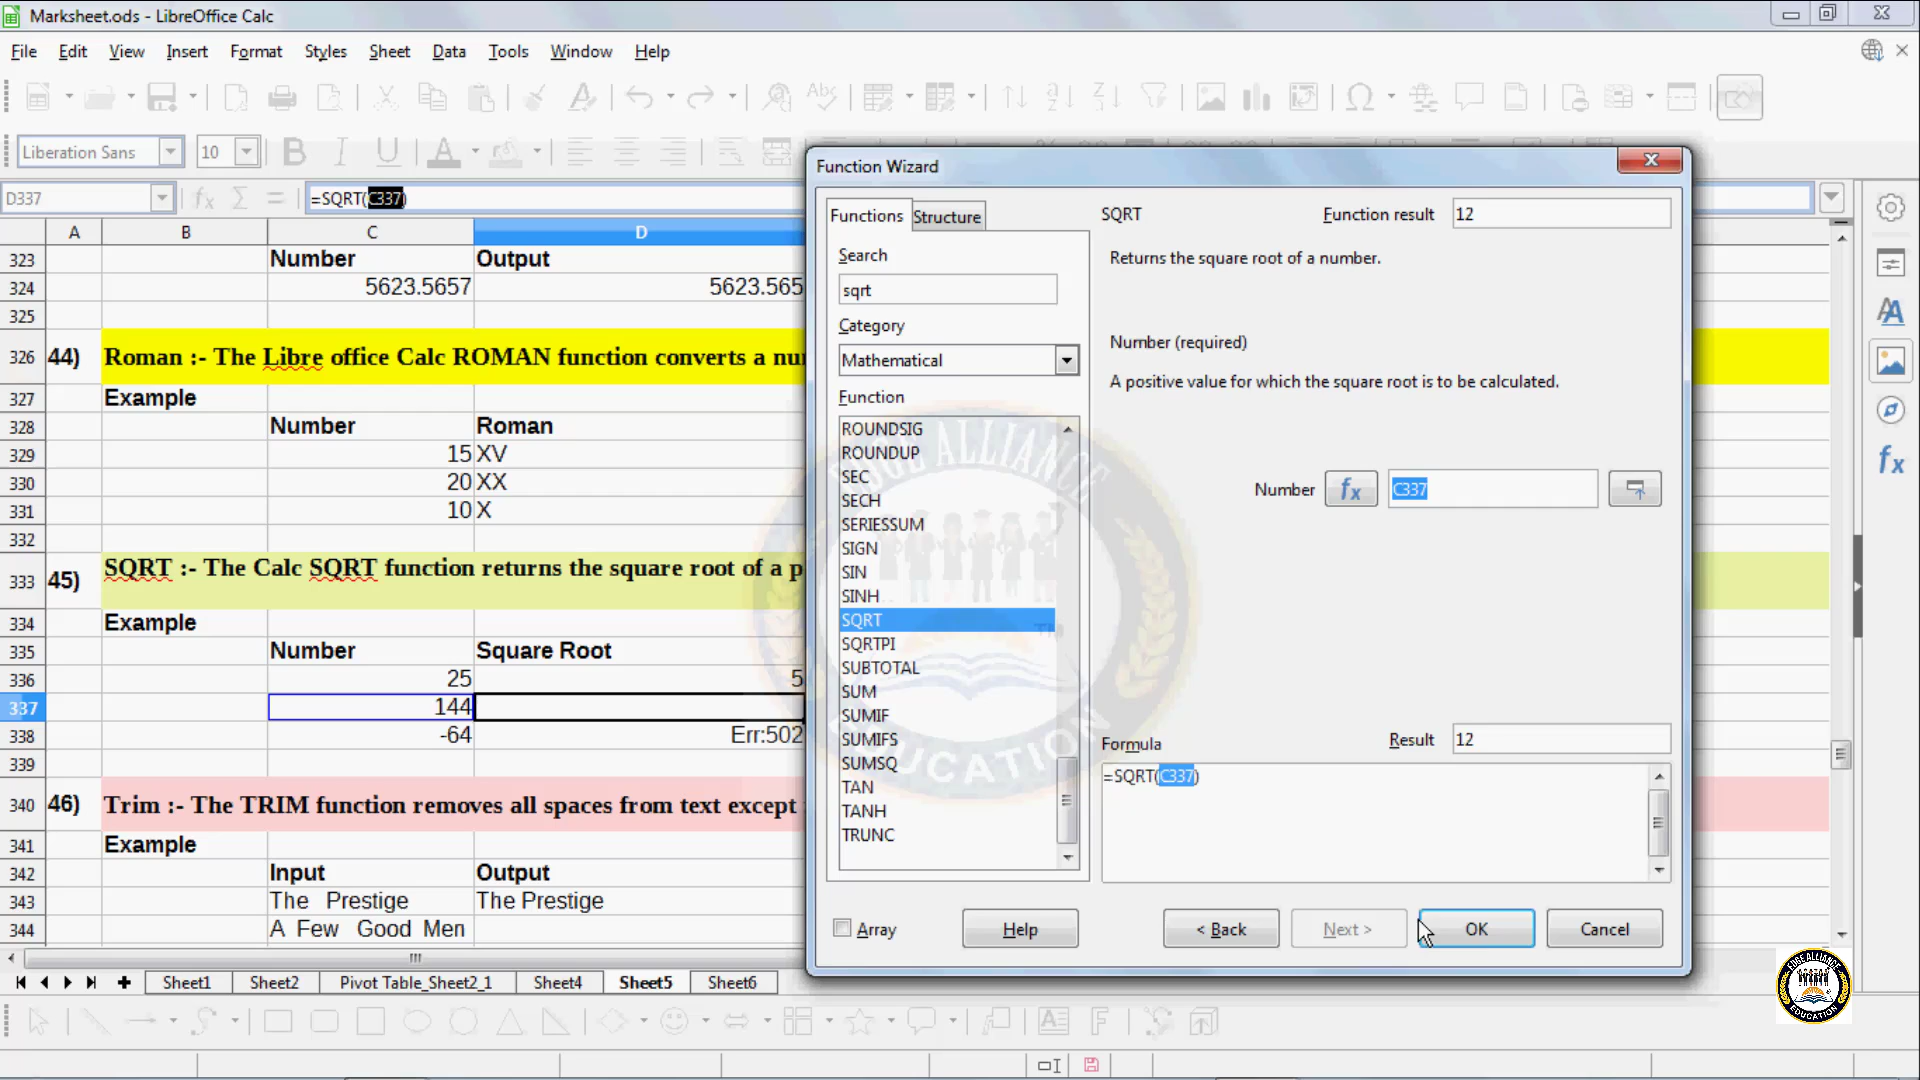 Marksheet.ods - LibreOffice Calc
File Edit View Insert Format Styles Sheet Data Tools Window Help
Liberation Sans 10
D337 =SQRT(C337)
A B C D
323 Number Output
324 5623.5657 5623.565
325
326 44) Roman :- The Libre office Calc ROMAN function converts a nu
327 Example
328 Number Roman
329 15 XV
330 20 XX
331 10 X
332
333 45) SQRT :- The Calc SQRT function returns the square root of a p
334 Example
335 Number Square Root
336 25 5
337 144
338 -64 Err:502
339
340 46) Trim :- The TRIM function removes all spaces from text except
341 Example
342 Input Output
343 The Prestige The Prestige
344 A Few Good Men
Sheet1 Sheet2 Pivot Table_Sheet2_1 Sheet4 Sheet5 Sheet6
Function Wizard
Functions Structure
Search
sqrt
Category
Mathematical
Function
ROUNDSIG
ROUNDUP
SEC
SECH
SERIESSUM
SIGN
SIN
SINH
SQRT
SQRTPI
SUBTOTAL
SUM
SUMIF
SUMIFS
SUMSQ
TAN
TANH
TRUNC
SQRT Function result 12
Returns the square root of a number.
Number (required)
A positive value for which the square root is to be calculated.
Number fx C337
Formula Result 12
=SQRT(C337)
Array Help < Back Next > OK Cancel
EDGE ALLIANCE
EDUCATION
TM
EDGE ALLIANCE
EDUCATION